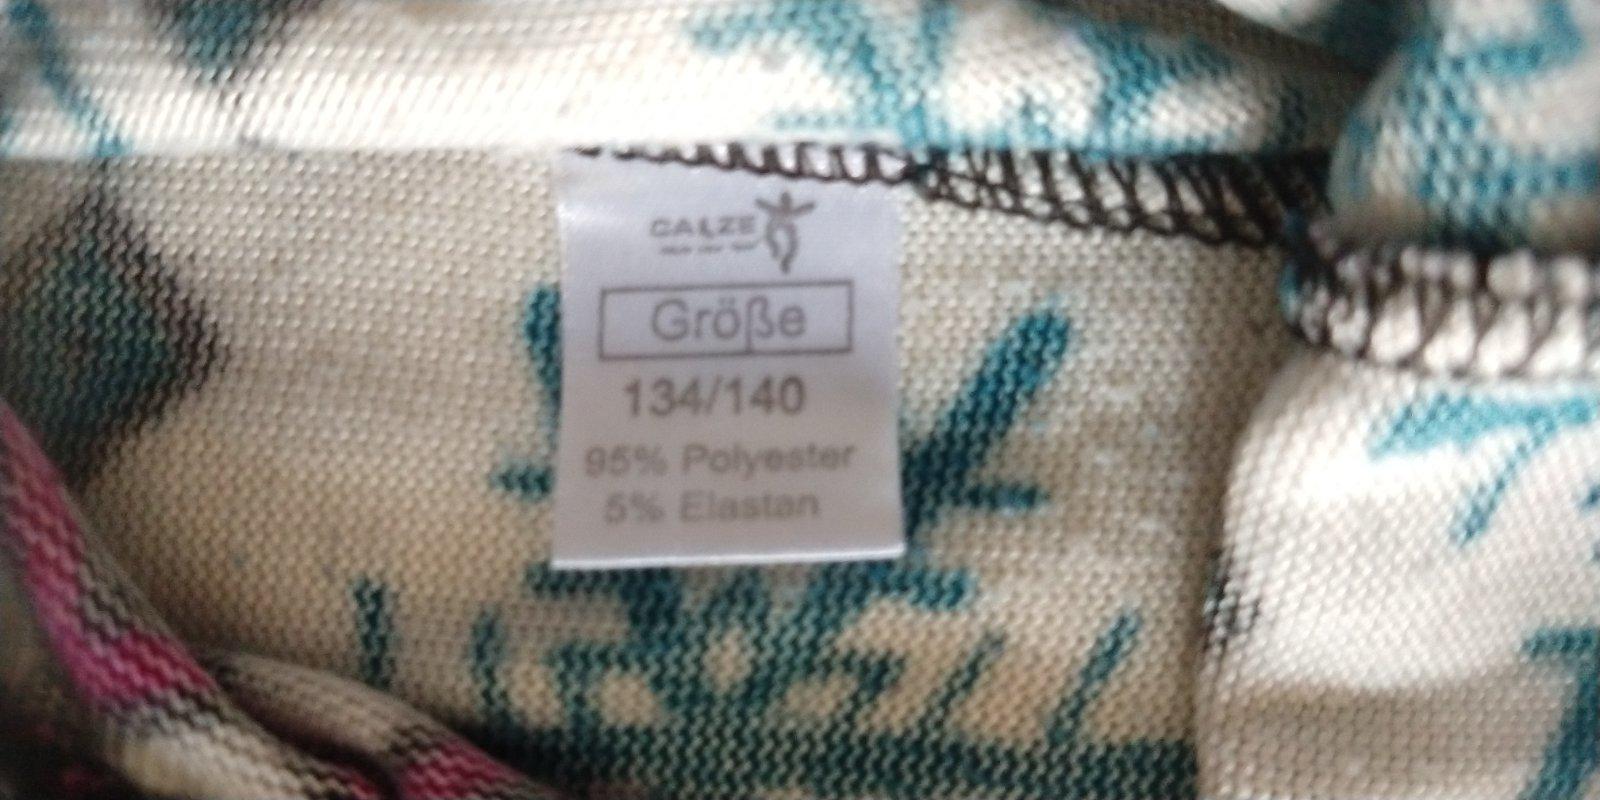 CALZE
Größe
134/140
95% Polyester
5% Elastan